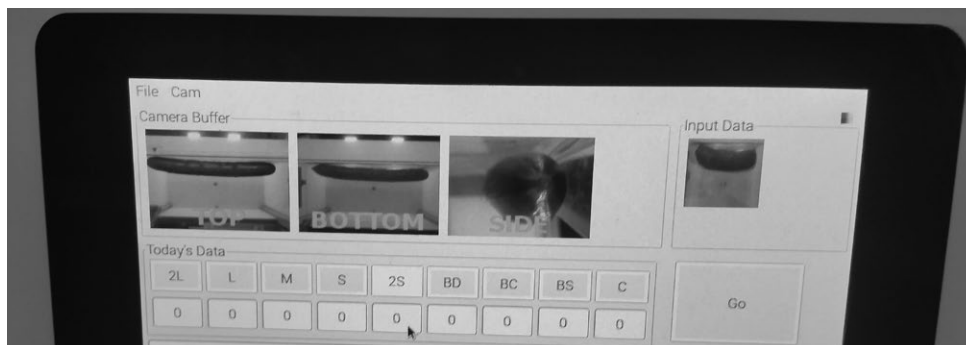 File Cam
Camera Buffer
Input Data
TOP
BOTTOM
SIDE
Today's Data
2L L M S 2S BD BC BS C
Go
0 0 0 0 0 0 0 0 0